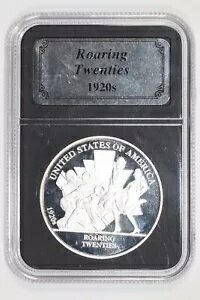 Roaring
Twenties
1920s
UNITED STATES OF AMERICA
ROARING
TWENTIES